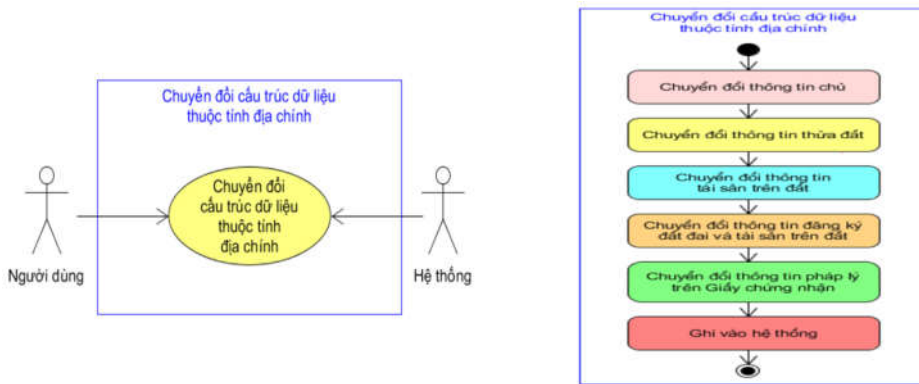 Chuyển đổi cấu trúc dữ liệu
thuộc tính địa chính
Chuyển đổi
cấu trúc dữ liệu
thuộc tính
địa chính
Người dùng
Hệ thống
Chuyển đổi cấu trúc dữ liệu
thuộc tính địa chính
Chuyển đổi thông tin chủ
Chuyển đổi thông tin thửa đất
Chuyển đổi thông tin
tài sản trên đất
Chuyển đổi thông tin đăng ký
đất đai và tài sản trên đất
Chuyển đổi thông tin pháp lý
trên Giấy chứng nhận
Ghi vào hệ thống